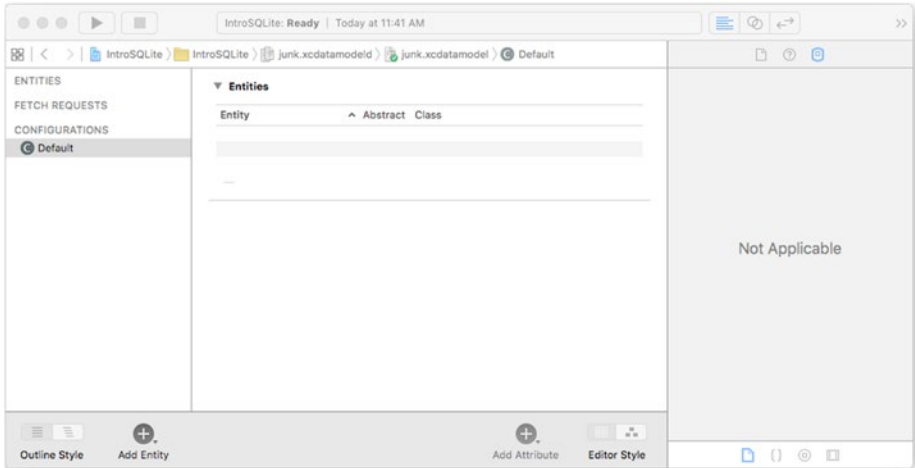 IntroSQLite: Ready | Today at 11:41 AM
IntroSQLite IntroSQLite junk.xcdatamodeld junk.xcdatamodel C Default
ENTITIES
FETCH REQUESTS
CONFIGURATIONS
C Default
Entities
Entity Abstract Class
Not Applicable
Outline Style Add Entity Add Attribute Editor Style